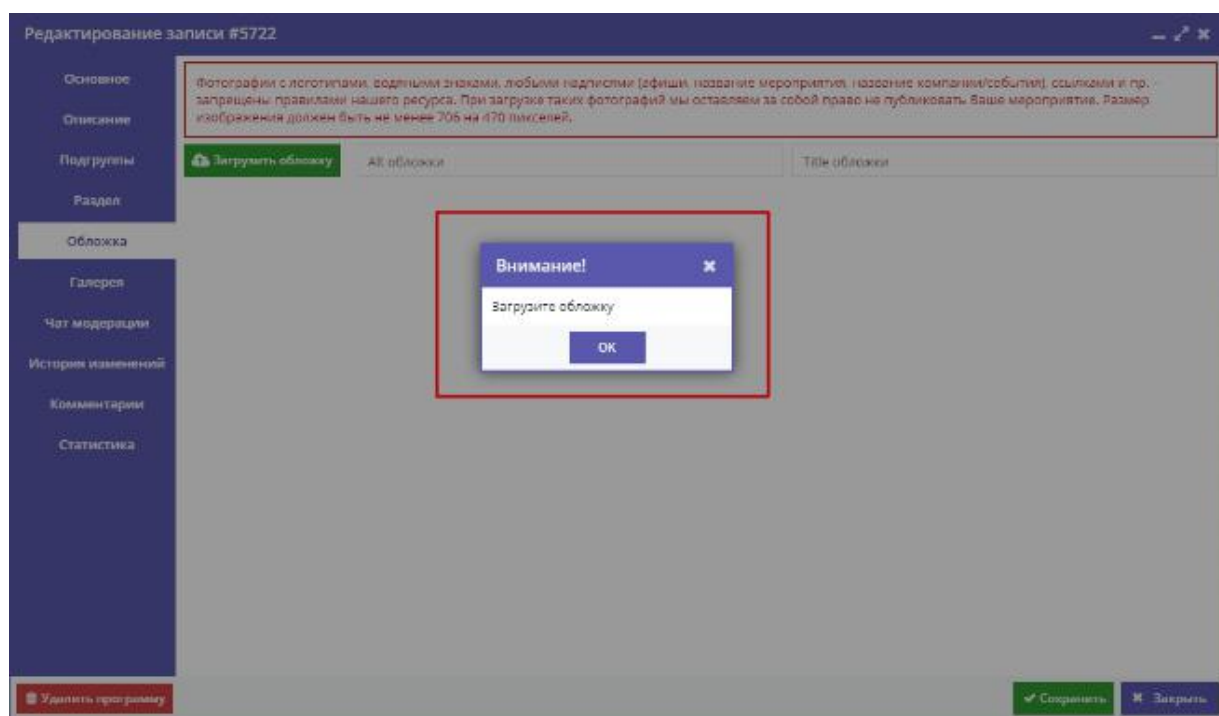 Редактирование записи #5722
Основное
Описание
Подгруппы
Раздел
Обложка
Галерея
Чат модерации
История изменений
Комментарии
Статистика
Фотографии с логотипами, водяными знаками, любыми надписями (афиши, название мероприятия, название компании/события), ссылками и пр. -
запрещены правилами нашего ресурса. При загрузке таких фотографий мы оставляем за собой право не публиковать Ваше мероприятие. Размер
изображения должен быть не менее 706 на 470 пикселей.
Загрузить обложку
Alt обложки
Title обложки
Внимание!
Загрузите обложку
ОК
Удалить программу
Сохранить
Закрыть